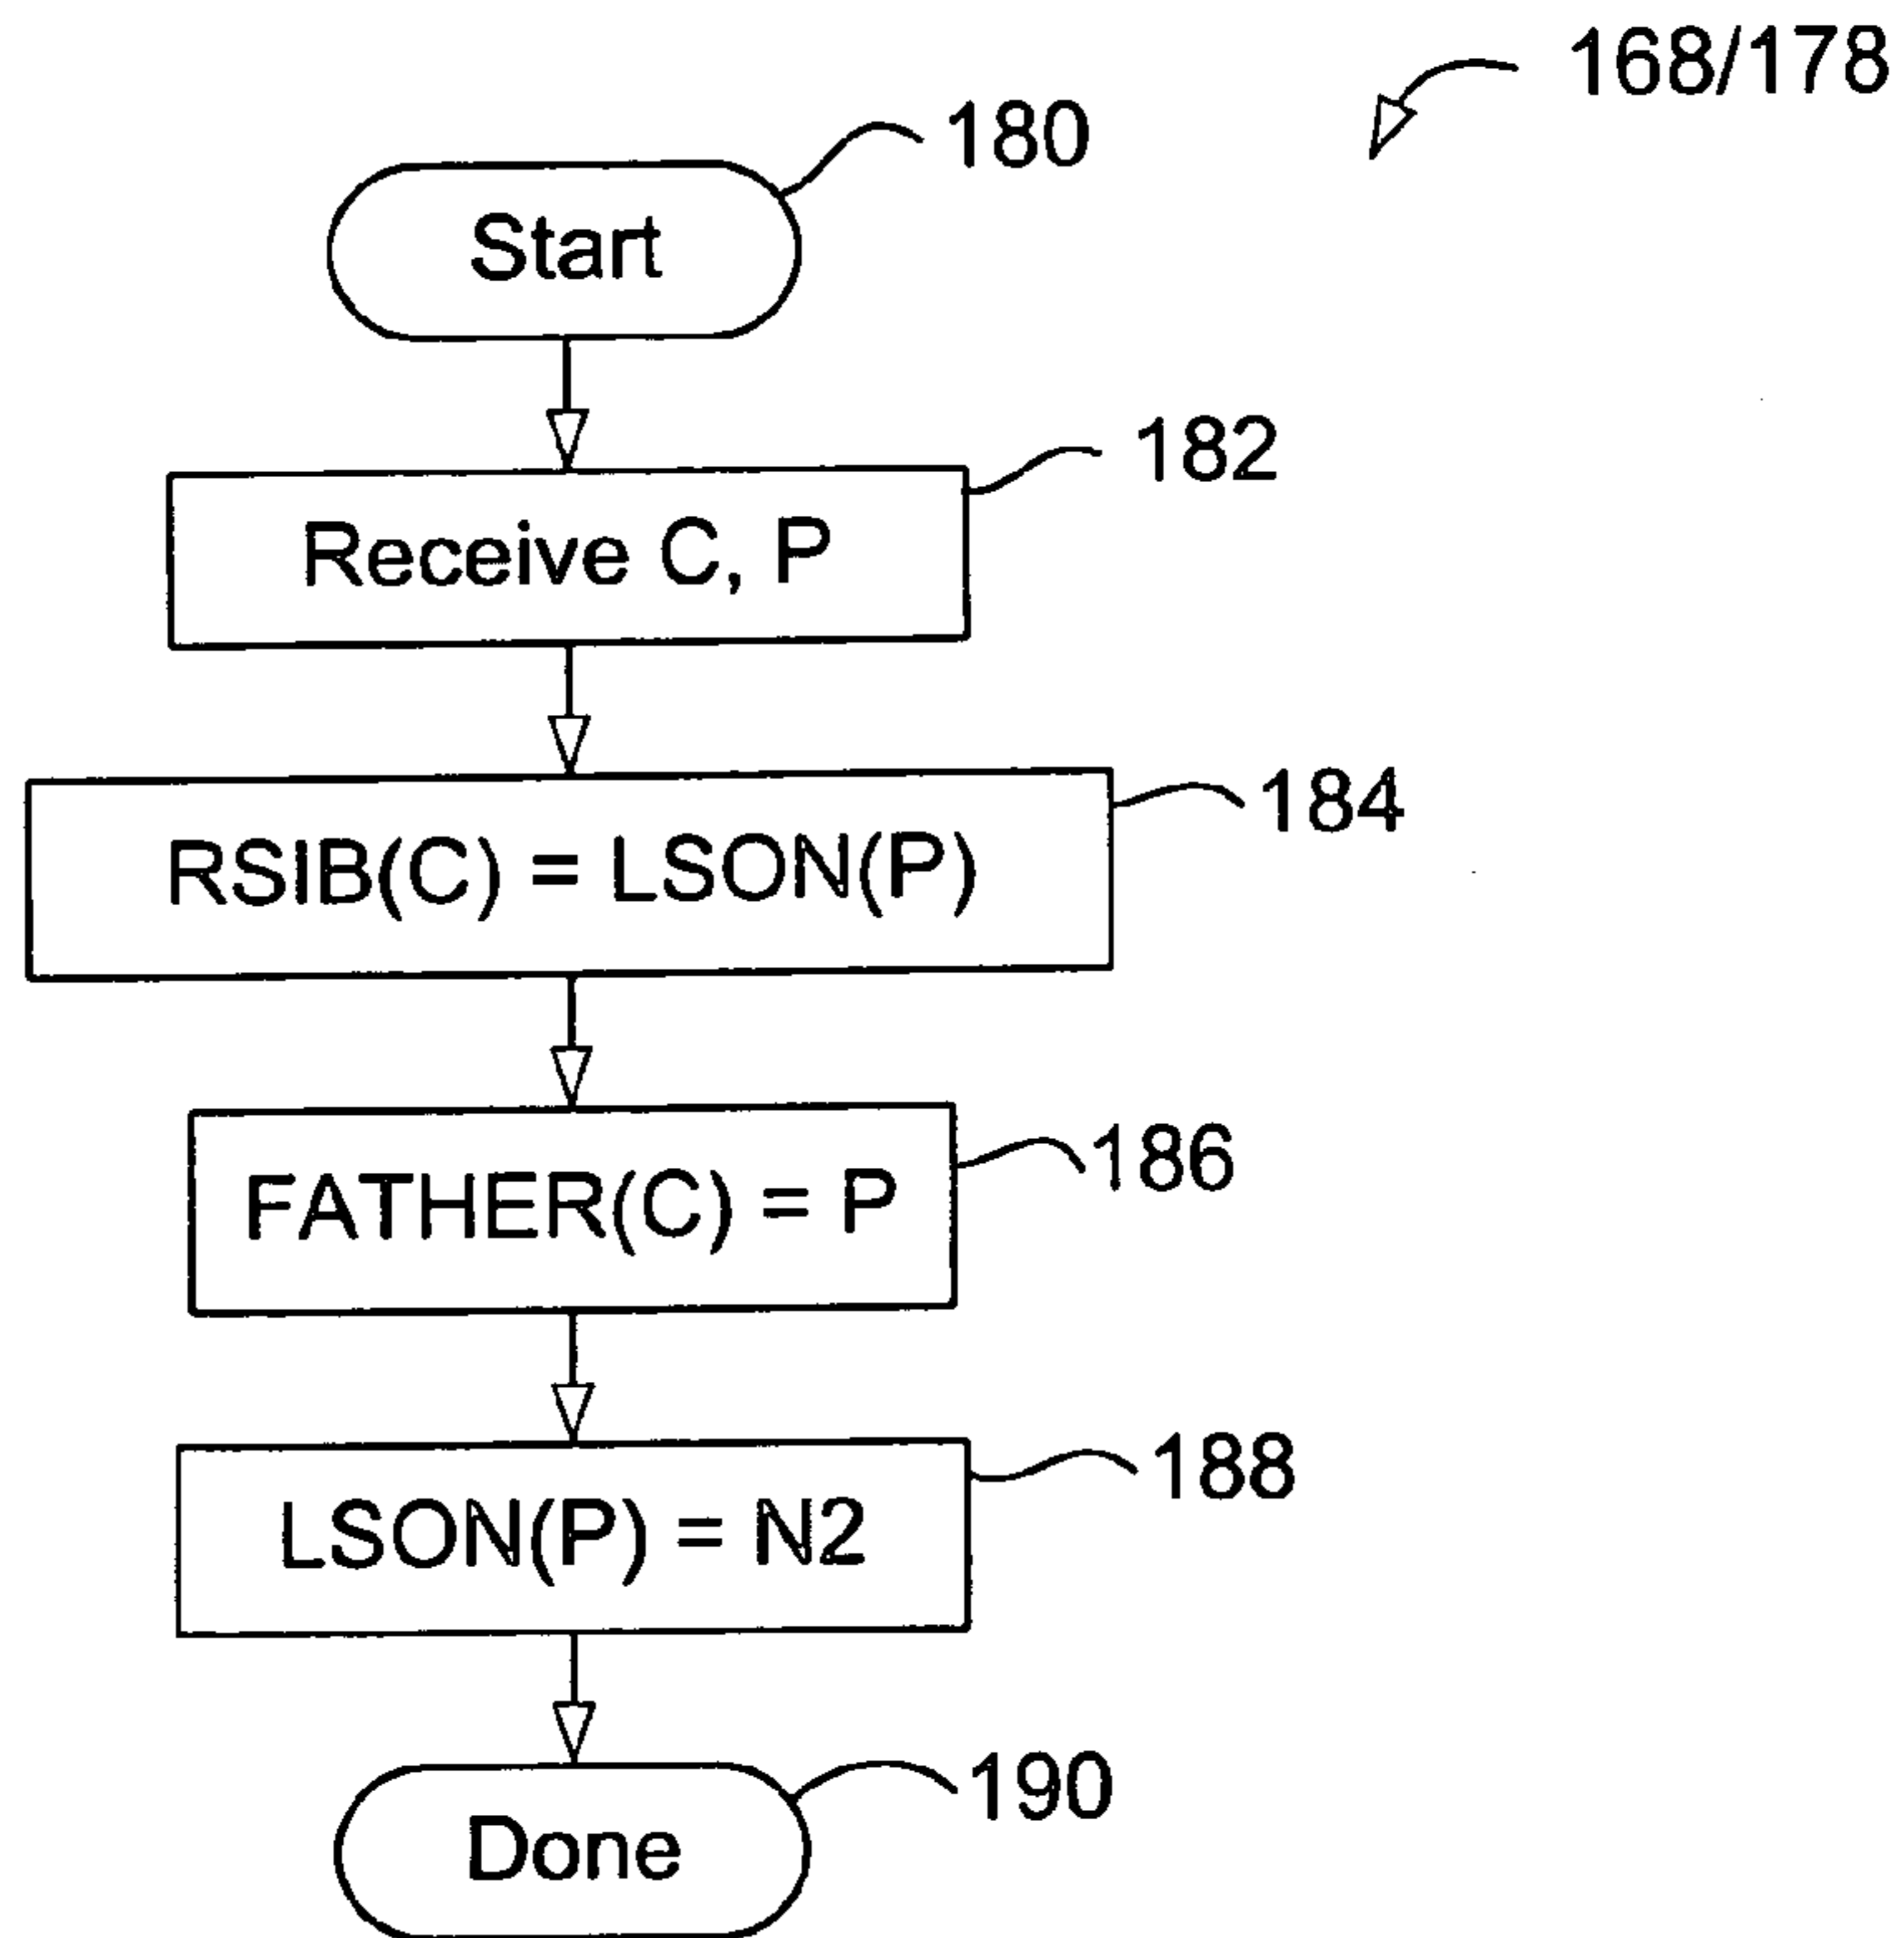 168/178
180
Start
182
Receive C, P
184
RSIB(C) = LSON(P)
186
FATHER(C) = P
188
LSON(P) = N2
190
Done